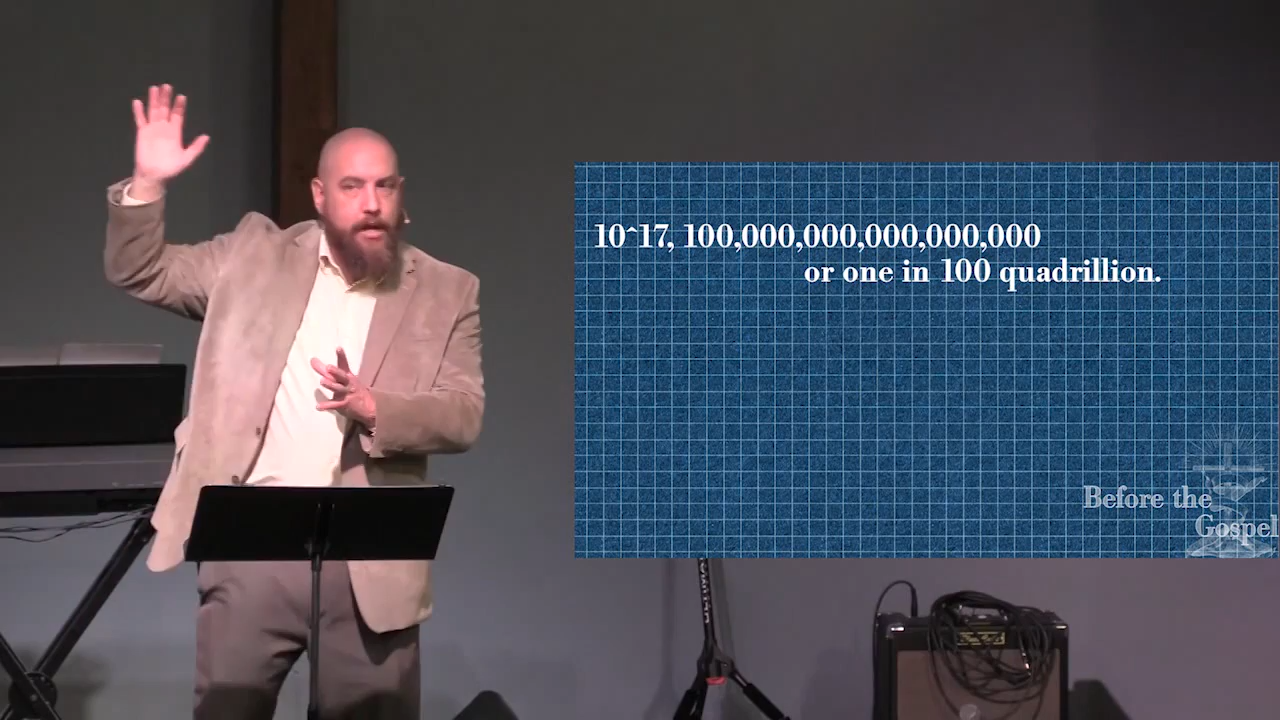 10^17, 100,000,000,000,000,000
or one in 100 quadrillion.
Before the
Gospel